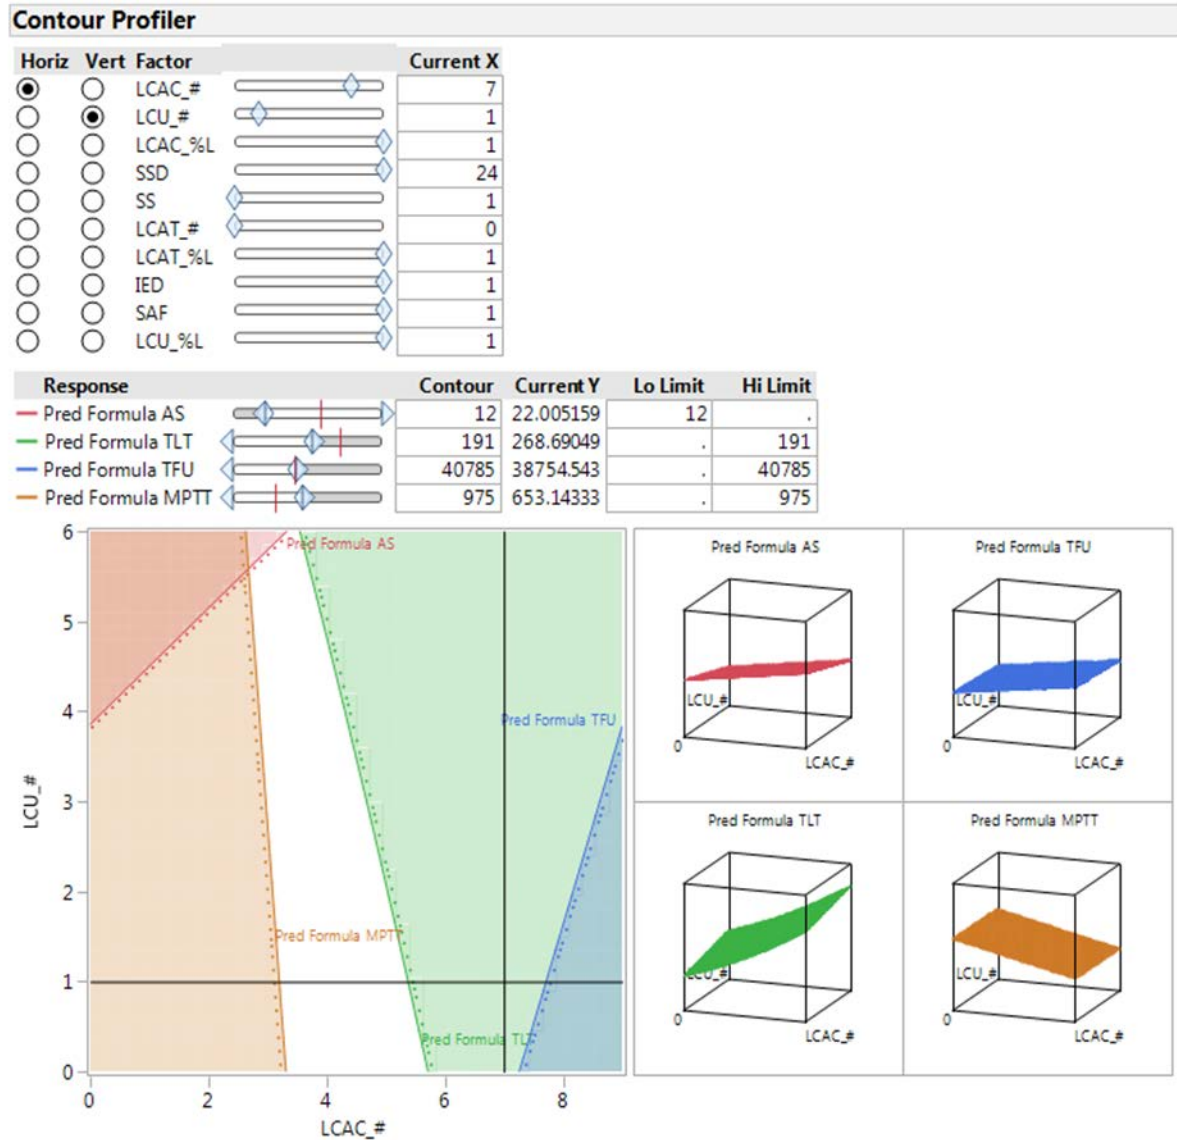 Contour Profiler
Horiz Vert Factor Current X
LCAC_# 7
LCU_# 1
LCAC_%L 1
SSD 24
SS 1
LCAT_# 0
LCAT_%L 1
IED 1
SAF 1
LCU_%L 1
Response Contour Current Y Lo Limit Hi Limit
Pred Formula AS 12 22.005159 12 .
Pred Formula TLT 191 268.69049 . 191
Pred Formula TFU 40785 38754.543 . 40785
Pred Formula MPTT 975 653.14333 . 975
6
Pred Formula AS
5
4
Pred Formula TFU
3
2
Pred Formula MPTT
1
Pred Formula TLT
0
LCU_#
0 2 4 6 8
LCAC_#
Pred Formula AS
LCU_#
0
LCAC_#
Pred Formula TFU
LCU_#
0
LCAC_#
Pred Formula TLT
LCU_#
0
LCAC_#
Pred Formula MPTT
LCU_#
0
LCAC_#